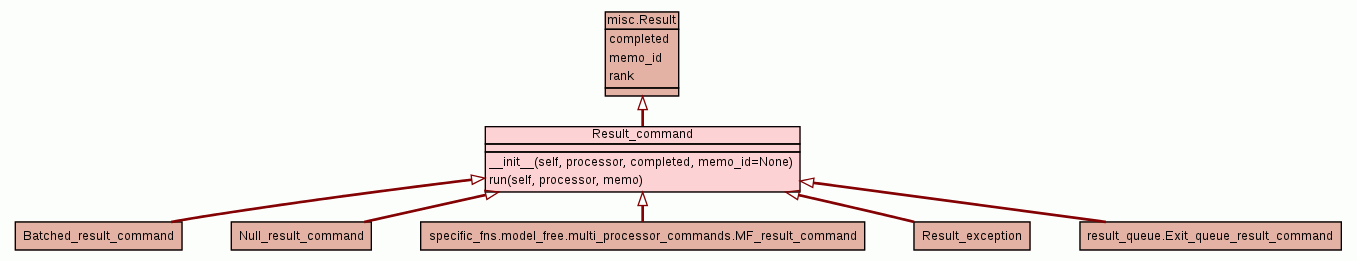 misc.Result
completed
memo_id
rank
Result_command
__init__(self, processor, completed, memo_id=None)
run(self, processor, memo)
Batched_result_command
Null_result_command
specific_fns.model_free.multi_processor_commands.MF_result_command
Result_exception
result_queue.Exit_queue_result_command